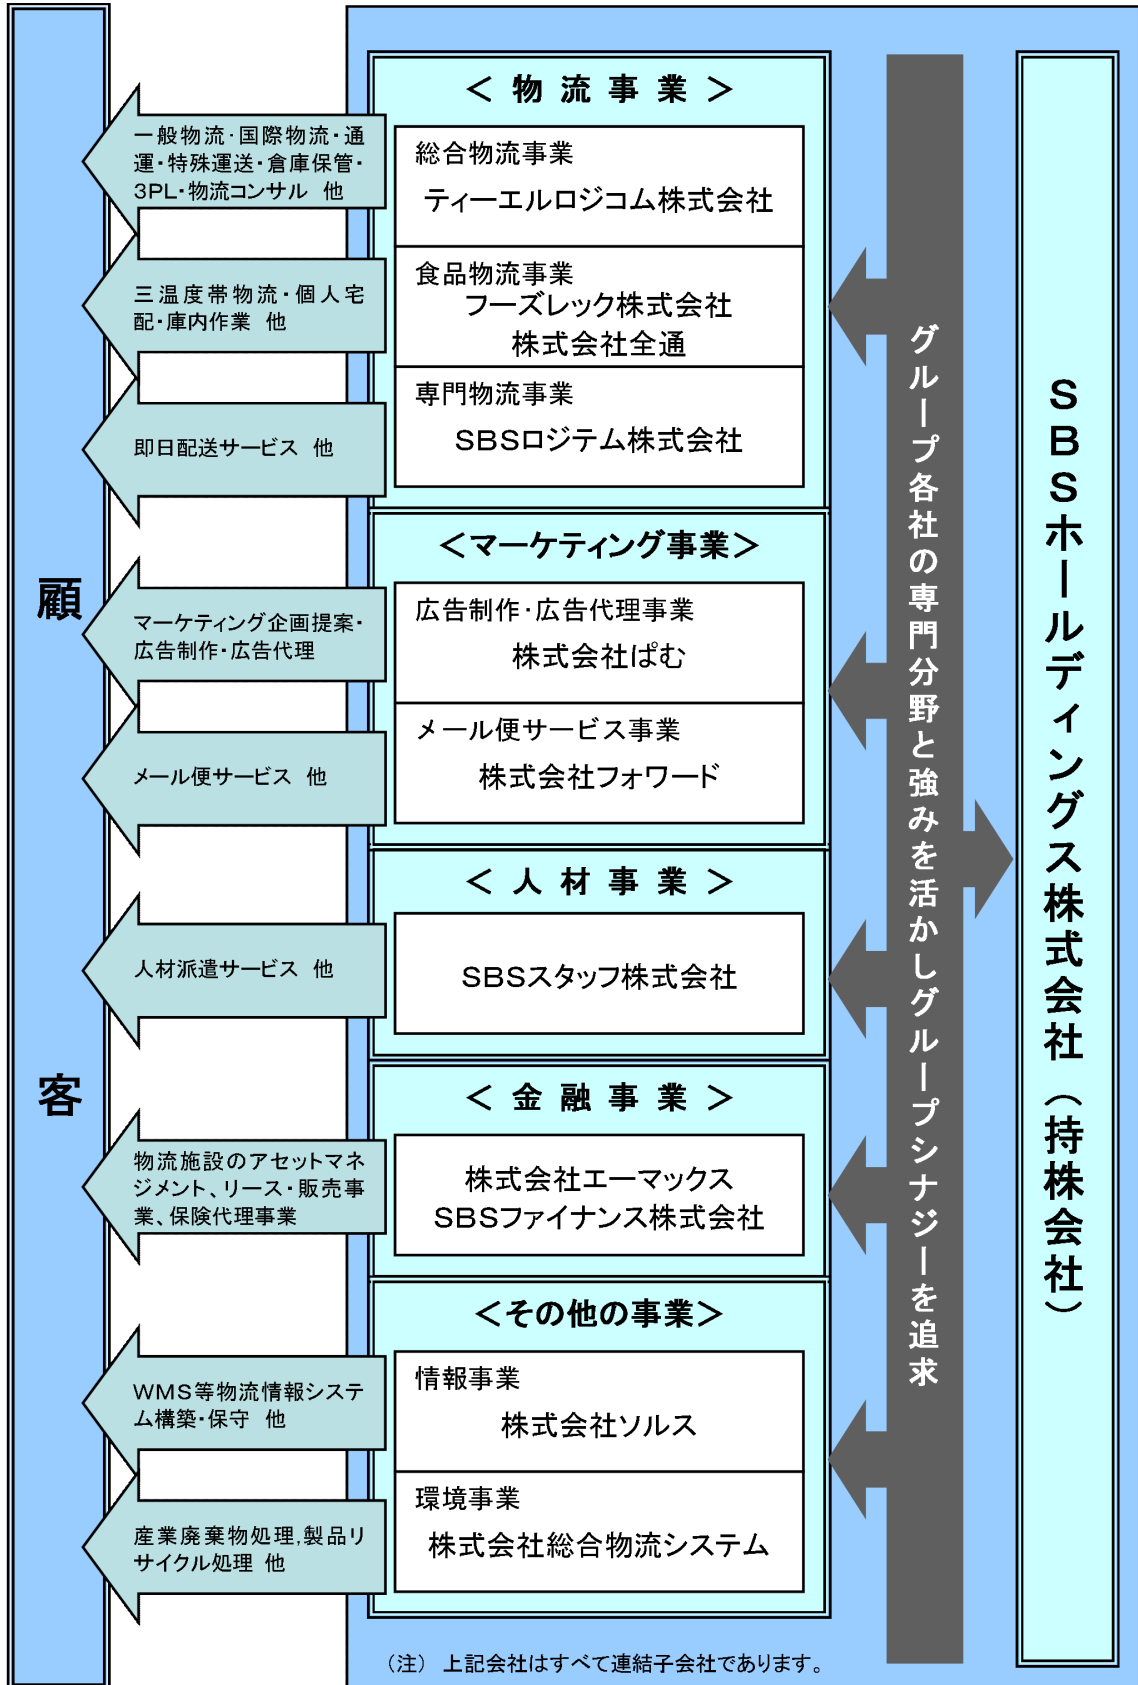 顧客
一般物流・国際物流・通
運・特殊運送・倉庫保管・
3PL・物流コンサル 他
三温度帯物流・個人宅
配・庫内作業 他
即日配送サービス 他
マーケティング企画提案・
広告制作・広告代理
メール便サービス 他
人材派遣サービス 他
物流施設のアセットマネ
ジメント、リース・販売事
業、保険代理事業
WMS等物流情報システ
ム構築・保守 他
産業廃棄物処理,製品リ
サイクル処理 他
＜物流事業＞
総合物流事業
ティーエルロジコム株式会社
食品物流事業
フーズレック株式会社
株式会社全通
専門物流事業
SBSロジテム株式会社
＜マーケティング事業＞
広告制作・広告代理事業
株式会社ぱむ
メール便サービス事業
株式会社フォワード
＜人材事業＞
SBSスタッフ株式会社
＜金融事業＞
株式会社エーマックス
SBSファイナンス株式会社
＜その他の事業＞
情報事業
株式会社ソルス
環境事業
株式会社総合物流システム
（注） 上記会社はすべて連結子会社であります。
グループ各社の専門分野と強みを活かしグループシナジーを追求
SBSホールディングス株式会社（持株会社）